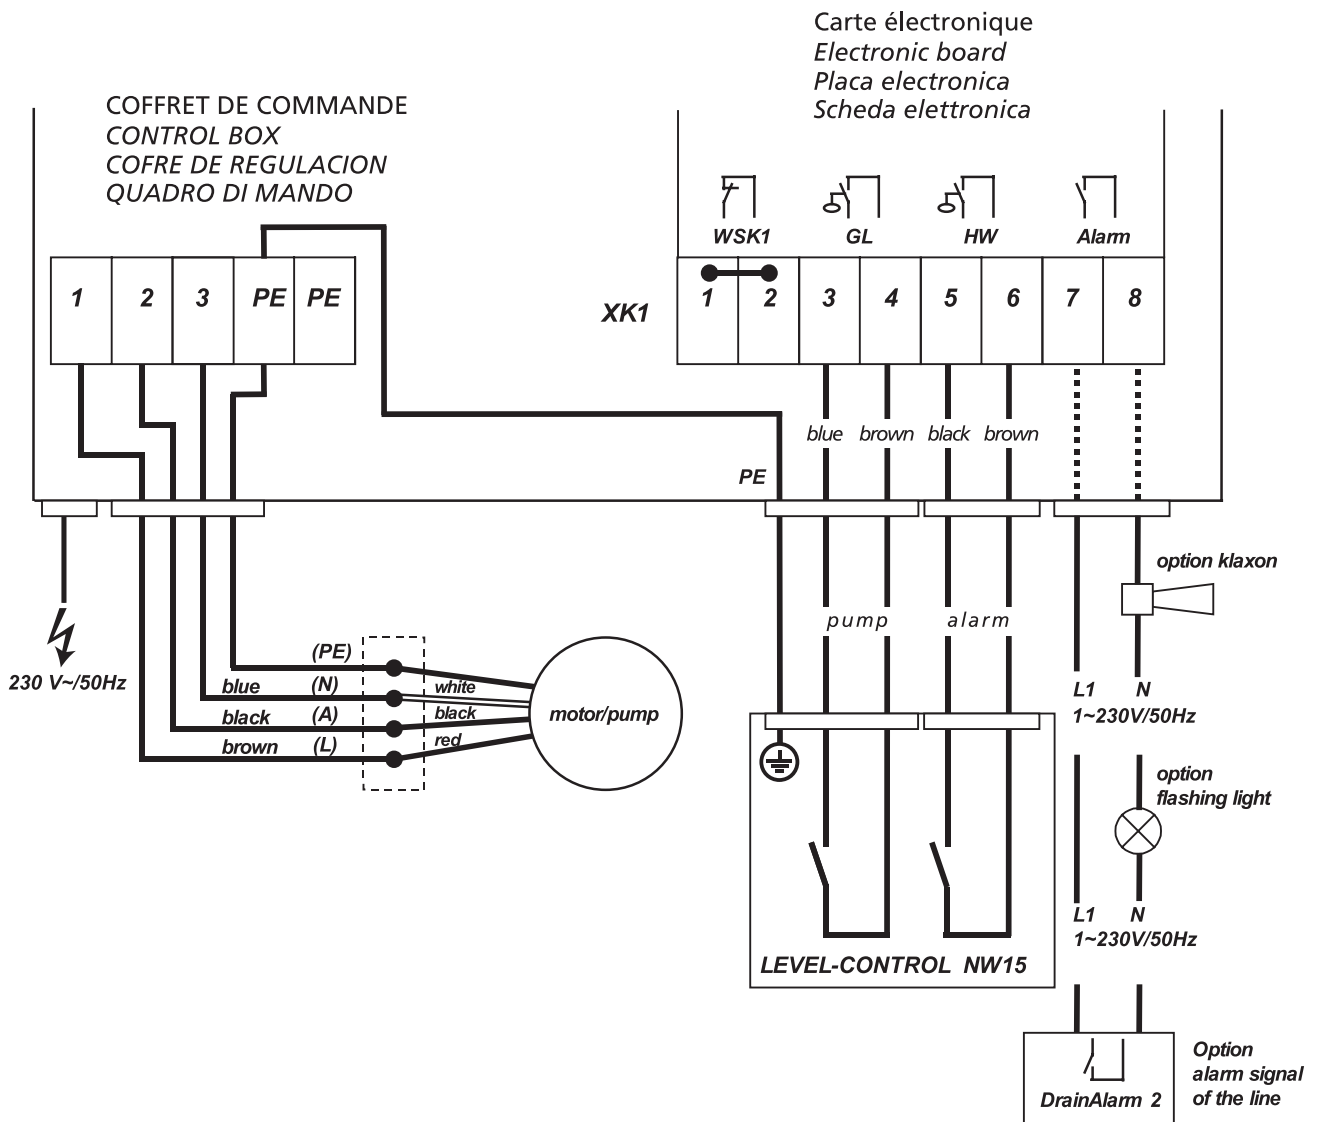 Carte électronique
Electronic board
Placa electronica
Scheda elettronica
COFFRET DE COMMANDE
CONTROL BOX
COFRE DE REGULACION
QUADRO DI MANDO
WSK1 GL HW Alarm
1 2 3 PE PE
XK1 1 2 3 4 5 6 7 8
blue brown black brown
PE
option klaxon
pump alarm
230 V~/50Hz
(PE)
blue (N) white
black (A) black
brown (L) red
motor/pump
L1 N
1~230V/50Hz
option
flashing light
L1 N
1~230V/50Hz
LEVEL-CONTROL NW15
DrainAlarm 2
Option
alarm signal
of the line